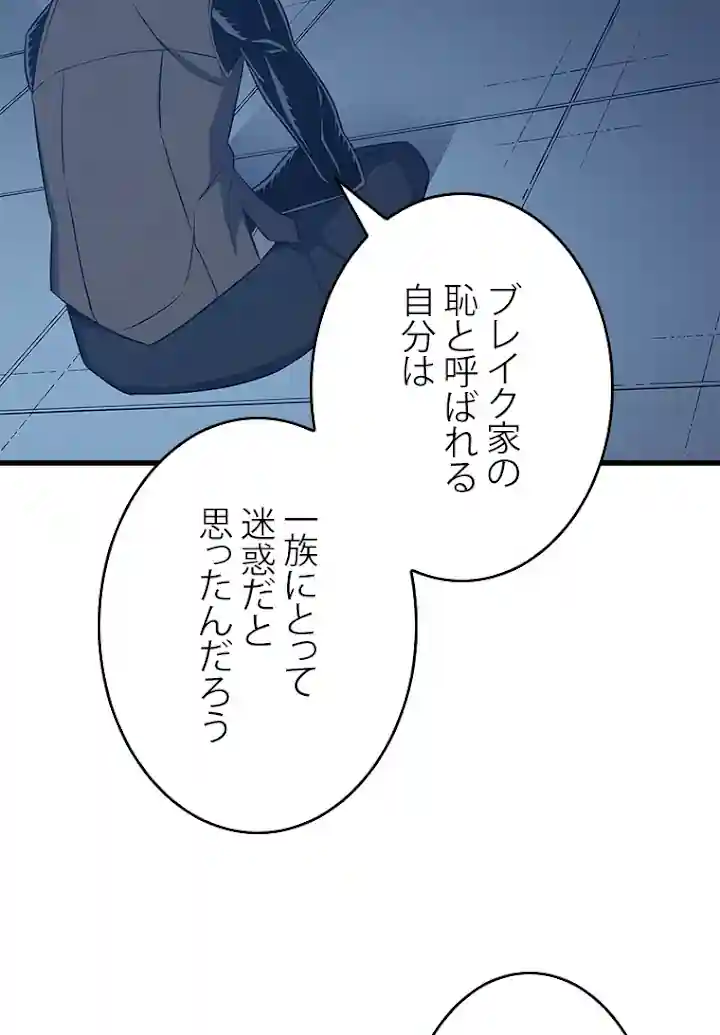 ブレイク家の
恥と呼ばれる
自分は
一族にとって
迷惑だと
思ったんだろう